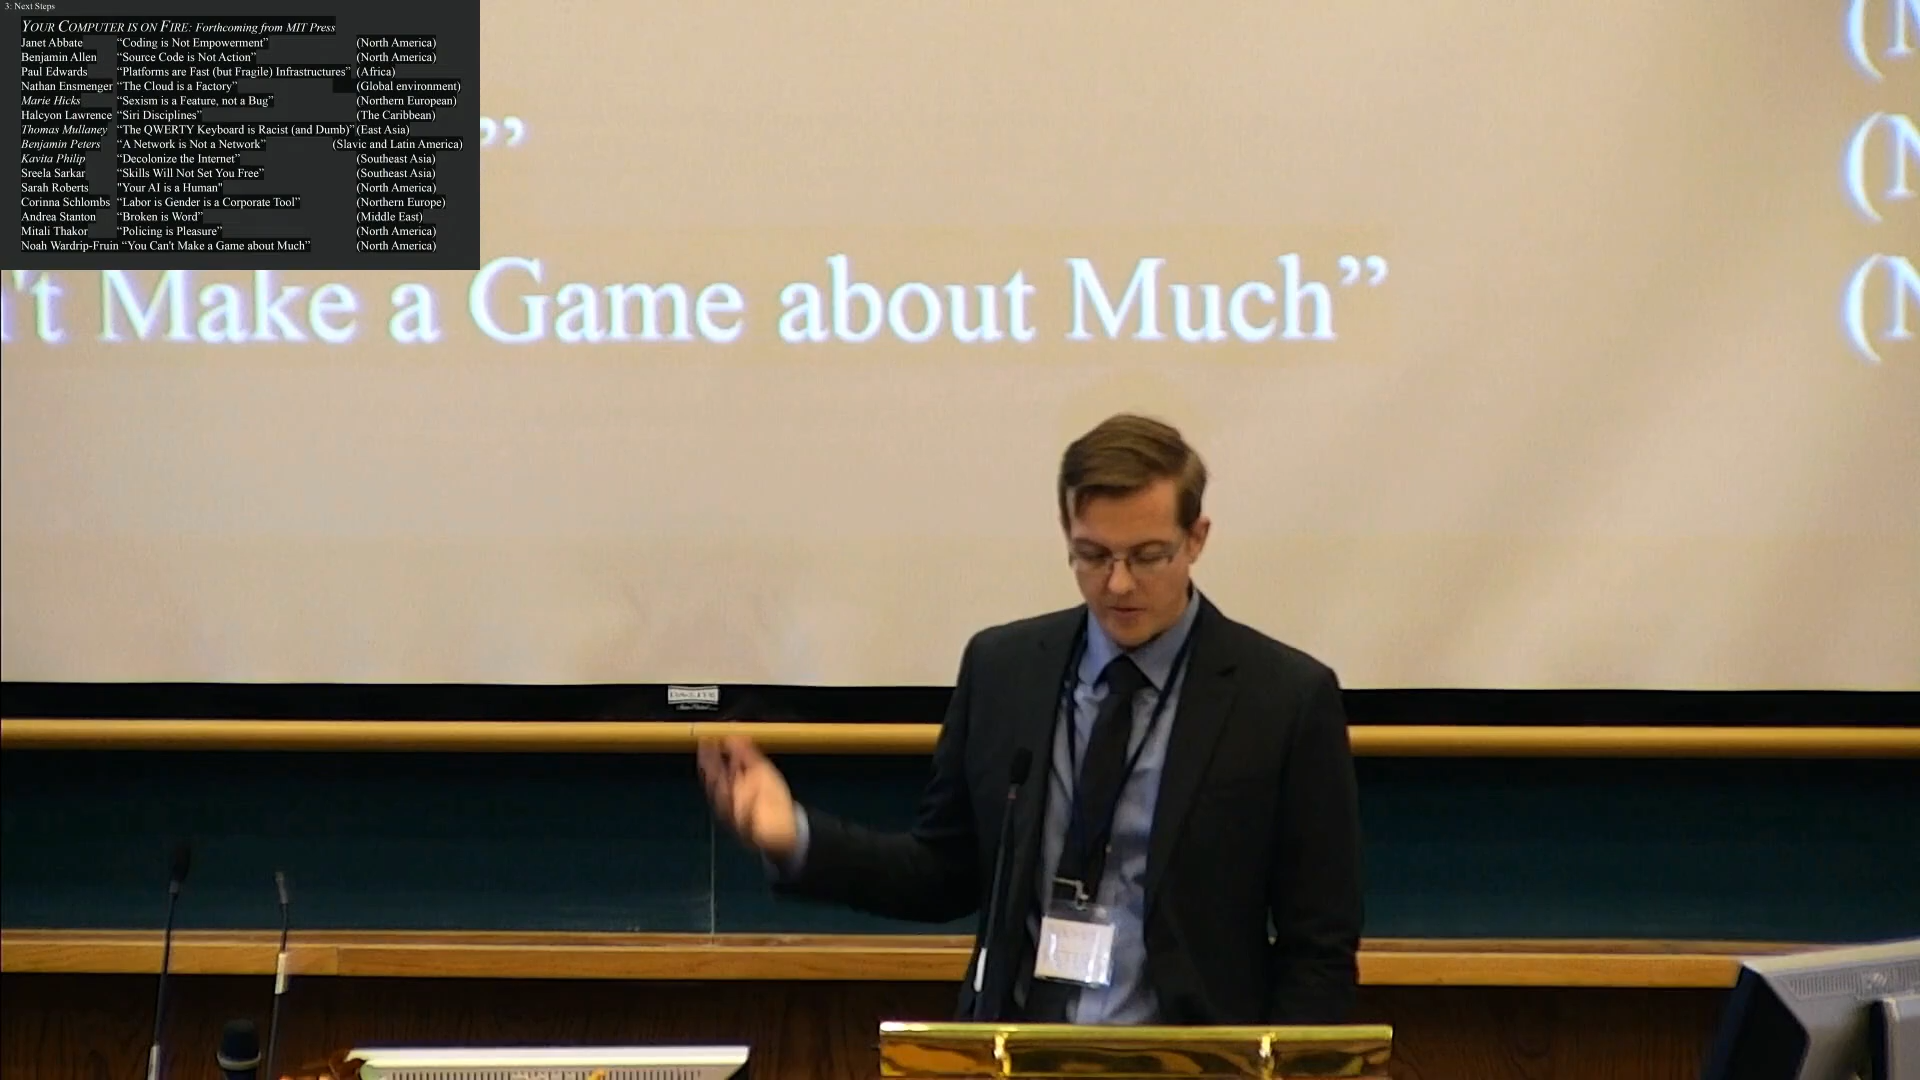 3: Next Steps
YOUR COMPUTER IS ON FIRE: Forthcoming from MIT Press
Janet Abbate “Coding is Not Empowerment” (North America)
Benjamin Allen “Source Code is Not Action” (North America)
Paul Edwards “Platforms are Fast (but Fragile) Infrastructures” (Africa)
Nathan Ensmenger “The Cloud is a Factory” (Global environment)
Marie Hicks “Sexism is a Feature, not a Bug” (Northern European)
Halcyon Lawrence “Siri Disciplines” (The Caribbean)
Thomas Mullaney “The QWERTY Keyboard is Racist (and Dumb)” (East Asia)
Benjamin Peters “A Network is Not a Network” (Slavic and Latin America)
Kavita Philip “Decolonize the Internet” (Southeast Asia)
Sreela Sarkar “Skills Will Not Set You Free” (Southeast Asia)
Sarah Roberts "Your AI is a Human" (North America)
Corinna Schlombs “Labor is Gender is a Corporate Tool” (Northern Europe)
Andrea Stanton “Broken is Word” (Middle East)
Mitali Thakor “Policing is Pleasure” (North America)
Noah Wardrip-Fruin “You Can't Make a Game about Much” (North America)
”
't Make a Game about Much”
(N
(N
(N